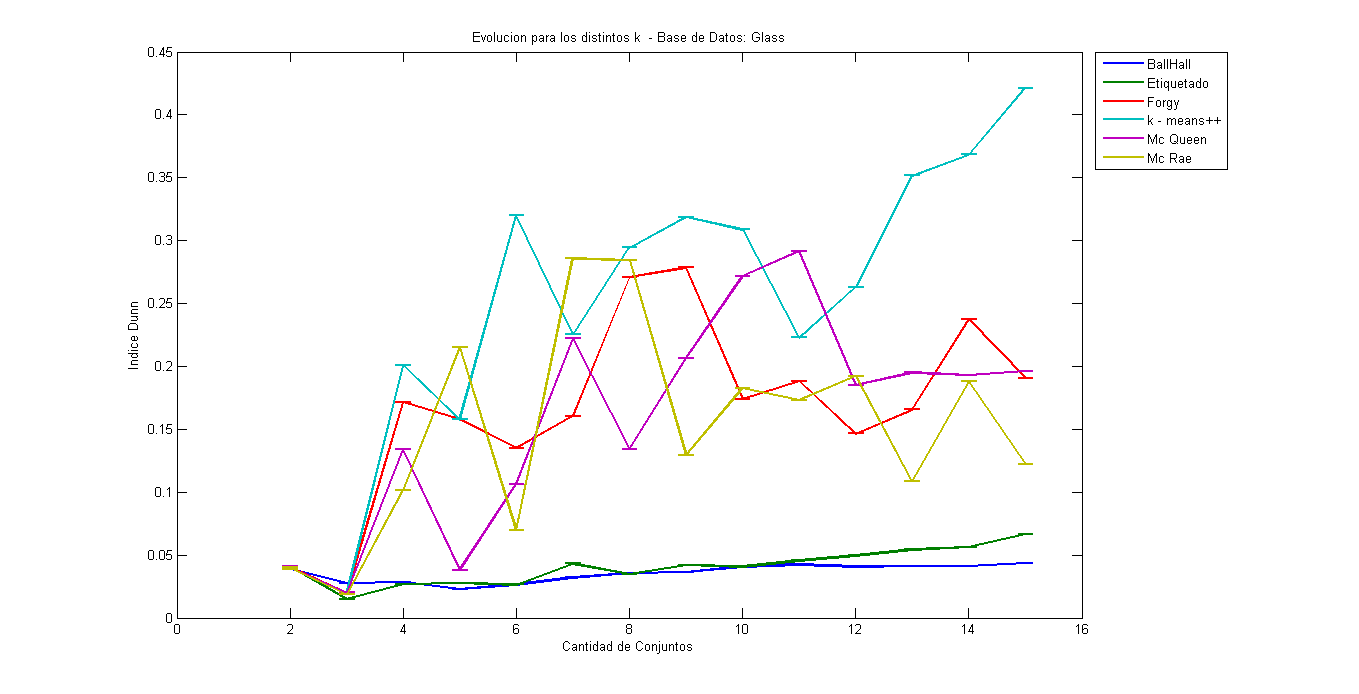 Evolucion para los distintos k - Base de Datos: Glass
0.45
0.4
0.35
0.3
0.25
0.2
0.15
0.1
0.05
0
Indice Dunn
0 2 4 6 8 10 12 14 16
Cantidad de Conjuntos
BallHall
Etiquetado
Forgy
k - means++
Mc Queen
Mc Rae